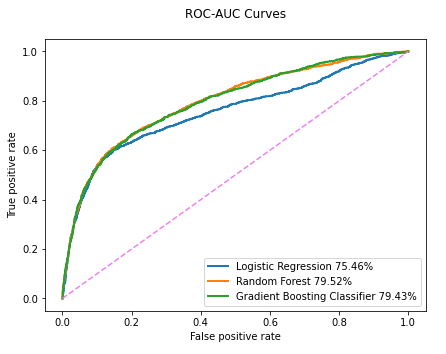 ROC-AUC Curves
True positive rate
1.0
0.8
0.6
0.4
0.2
0.0
Logistic Regression 75.46%
Random Forest 79.52%
Gradient Boosting Classifier 79.43%
0.0 0.2 0.4 0.6 0.8 1.0
False positive rate